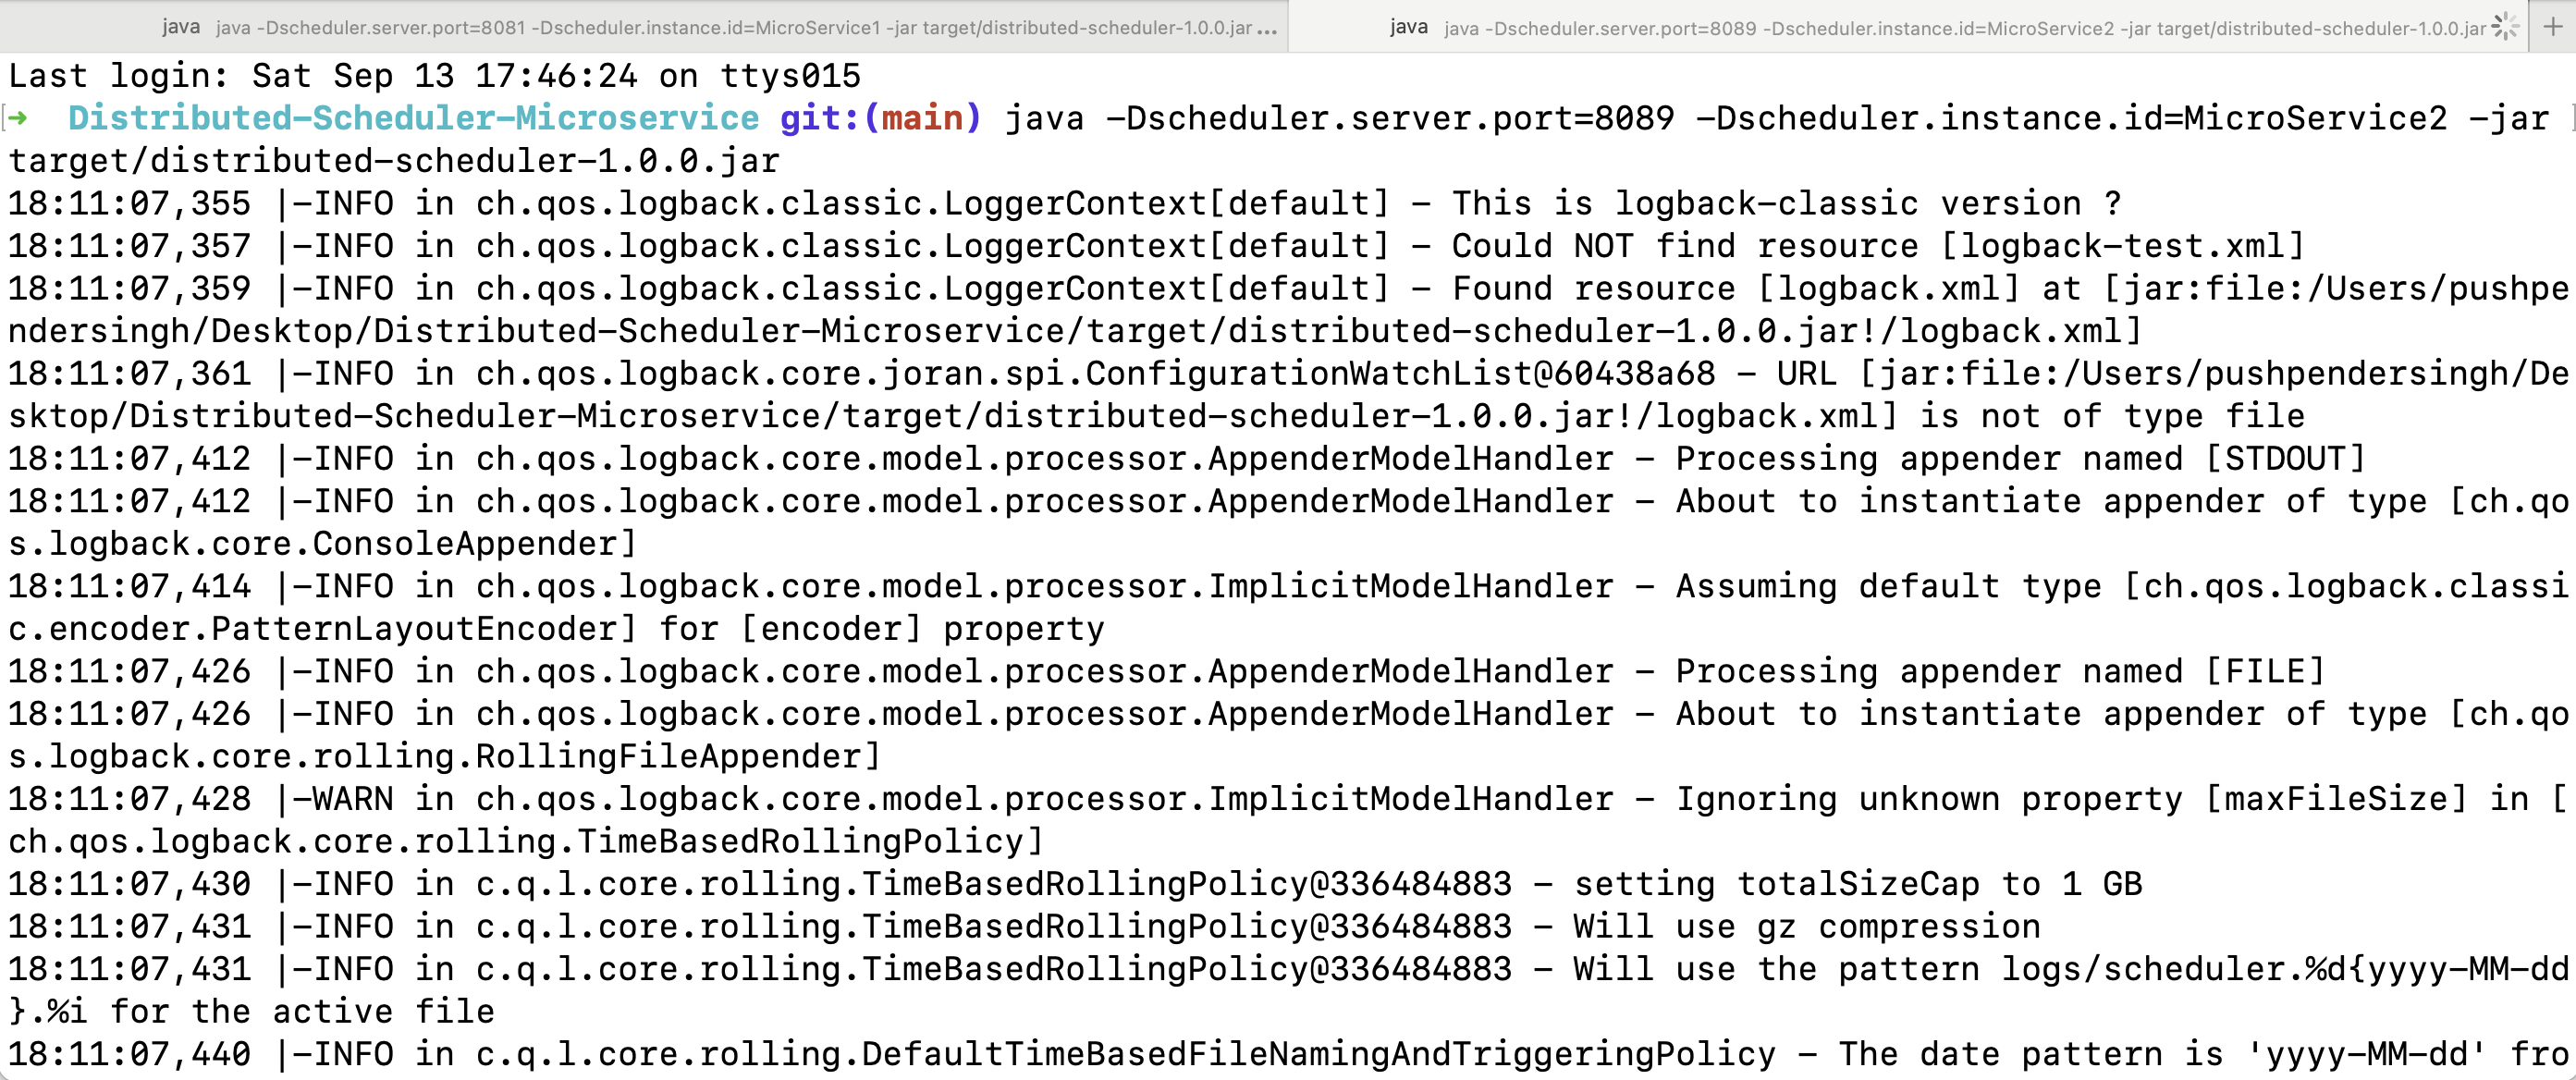 java java -Dscheduler.server.port=8081 -Dscheduler.instance.id=MicroService1 -jar target/distributed-scheduler-1.0.0.jar ...
java java -Dscheduler.server.port=8089 -Dscheduler.instance.id=MicroService2 -jar target/distributed-scheduler-1.0.0.jar
+
Last login: Sat Sep 13 17:46:24 on ttys015
[→ Distributed-Scheduler-Microservice git:(main) java -Dscheduler.server.port=8089 -Dscheduler.instance.id=MicroService2 -jar ]
target/distributed-scheduler-1.0.0.jar
18:11:07,355 |-INFO in ch.qos.logback.classic.LoggerContext[default] - This is logback-classic version ?
18:11:07,357 |-INFO in ch.qos.logback.classic.LoggerContext[default] - Could NOT find resource [logback-test.xml]
18:11:07,359 |-INFO in ch.qos.logback.classic.LoggerContext[default] - Found resource [logback.xml] at [jar:file:/Users/pushpe
ndersingh/Desktop/Distributed-Scheduler-Microservice/target/distributed-scheduler-1.0.0.jar!/logback.xml]
18:11:07,361 |-INFO in ch.qos.logback.core.joran.spi.ConfigurationWatchList@60438a68 - URL [jar:file:/Users/pushpendersingh/De
sktop/Distributed-Scheduler-Microservice/target/distributed-scheduler-1.0.0.jar!/logback.xml] is not of type file
18:11:07,412 |-INFO in ch.qos.logback.core.model.processor.AppenderModelHandler - Processing appender named [STDOUT]
18:11:07,412 |-INFO in ch.qos.logback.core.model.processor.AppenderModelHandler - About to instantiate appender of type [ch.qo
s.logback.core.ConsoleAppender]
18:11:07,414 |-INFO in ch.qos.logback.core.model.processor.ImplicitModelHandler - Assuming default type [ch.qos.logback.classi
c.encoder.PatternLayoutEncoder] for [encoder] property
18:11:07,426 |-INFO in ch.qos.logback.core.model.processor.AppenderModelHandler - Processing appender named [FILE]
18:11:07,426 |-INFO in ch.qos.logback.core.model.processor.AppenderModelHandler - About to instantiate appender of type [ch.qo
s.logback.core.rolling.RollingFileAppender]
18:11:07,428 |-WARN in ch.qos.logback.core.model.processor.ImplicitModelHandler - Ignoring unknown property [maxFileSize] in [
ch.qos.logback.core.rolling.TimeBasedRollingPolicy]
18:11:07,430 |-INFO in c.q.l.core.rolling.TimeBasedRollingPolicy@336484883 - setting totalSizeCap to 1 GB
18:11:07,431 |-INFO in c.q.l.core.rolling.TimeBasedRollingPolicy@336484883 - Will use gz compression
18:11:07,431 |-INFO in c.q.l.core.rolling.TimeBasedRollingPolicy@336484883 - Will use the pattern logs/scheduler.%d{yyyy-MM-dd
}.%i for the active file
18:11:07,440 |-INFO in c.q.l.core.rolling.DefaultTimeBasedFileNamingAndTriggeringPolicy - The date pattern is 'yyyy-MM-dd' fro